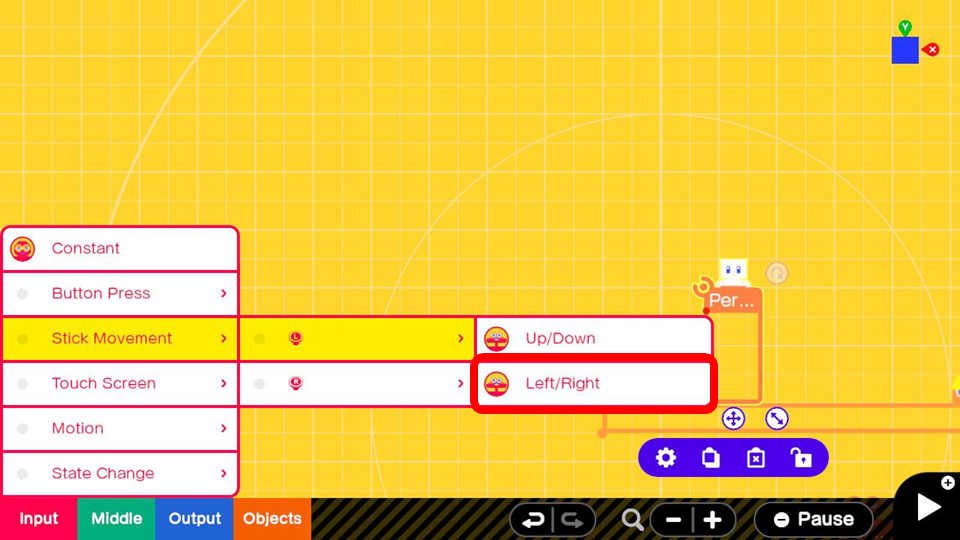 Y
X
Constant
Button Press
Stick Movement
L
Up/Down
Touch Screen
R
Left/Right
Motion
State Change
Per...
Input
Middle
Output
Objects
Pause